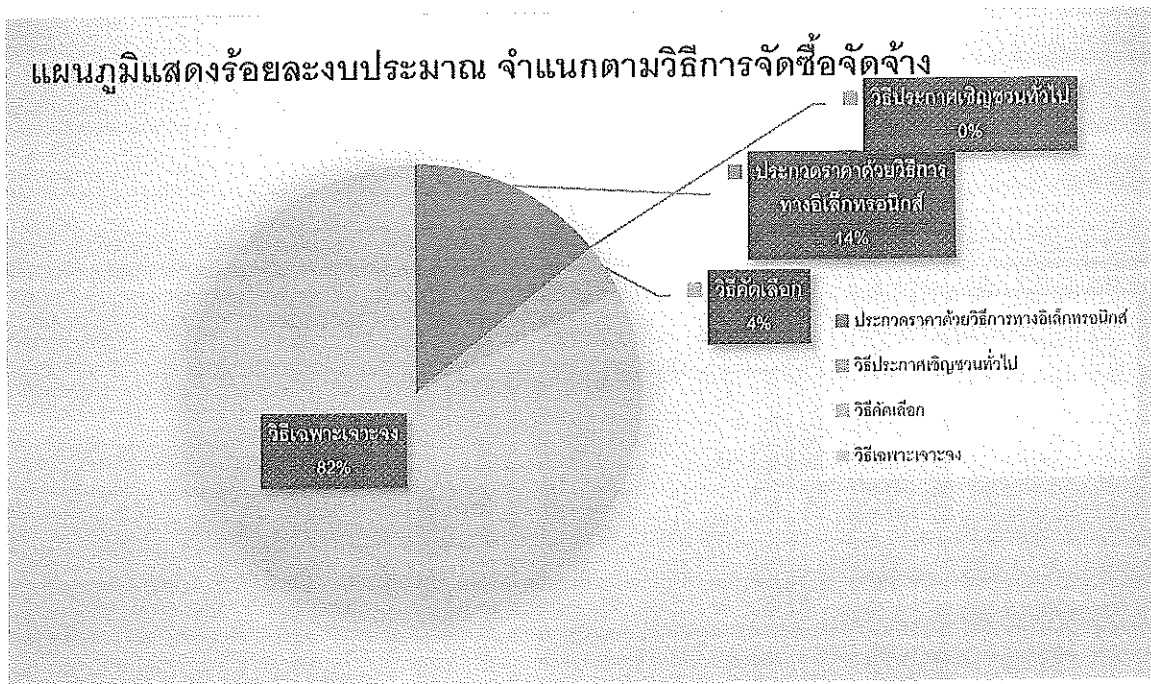 แผนภูมิแสดงร้อยละงบประมาณ จำแนกตามวิธีการจัดซื้อจัดจ้าง
วิธีประกาศเชิญชวนทั่วไป
0%
ประกวดราคาด้วยวิธีการ
ทางอิเล็กทรอนิกส์
14%
วิธีคัดเลือก
4%
วิธีเฉพาะเจาะจง
82%
ประกวดราคาด้วยวิธีการทางอิเล็กทรอนิกส์
วิธีประกาศเชิญชวนทั่วไป
วิธีคัดเลือก
วิธีเฉพาะเจาะจง